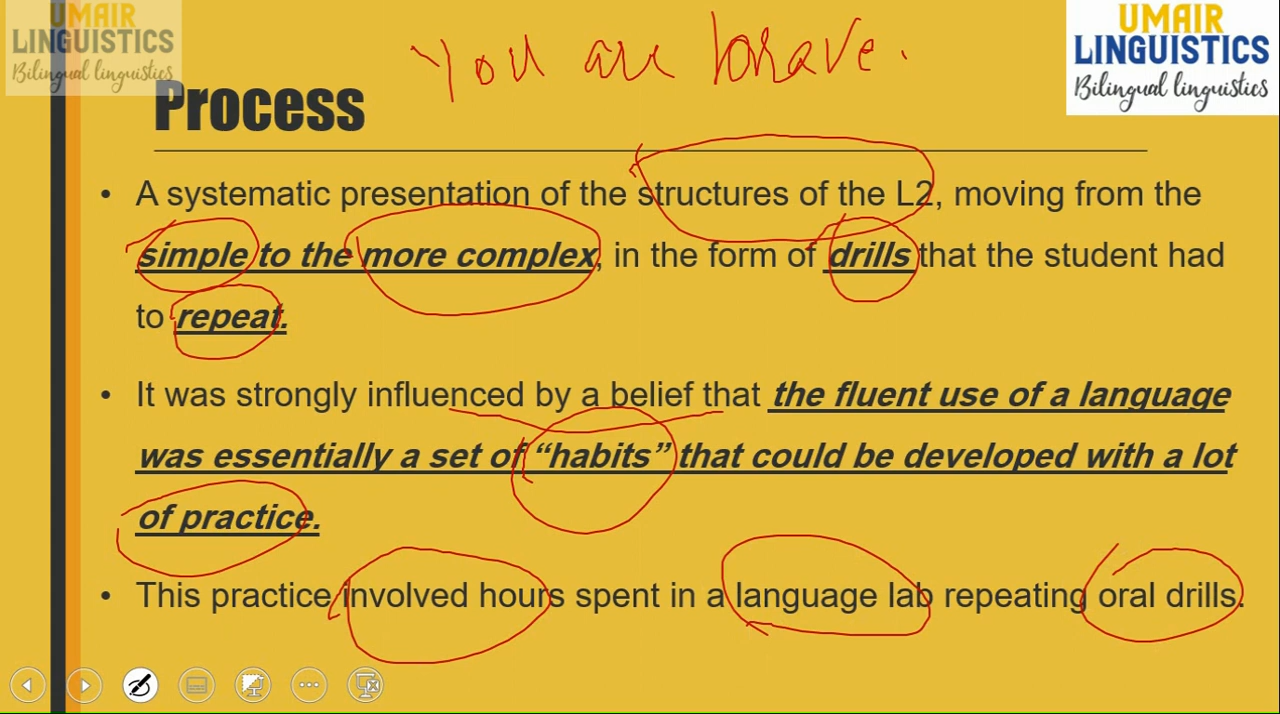 UMAIR
LINGUISTICS
Bilingual linguistics
You are brave.
UMAIR
LINGUISTICS
Bilingual linguistics
Process
• A systematic presentation of the structures of the L2, moving from the
simple to the more complex, in the form of drills that the student had
to repeat.
• It was strongly influenced by a belief that the fluent use of a language
was essentially a set of “habits” that could be developed with a lot
of practice.
• This practice involved hours spent in a language lab repeating oral drills.